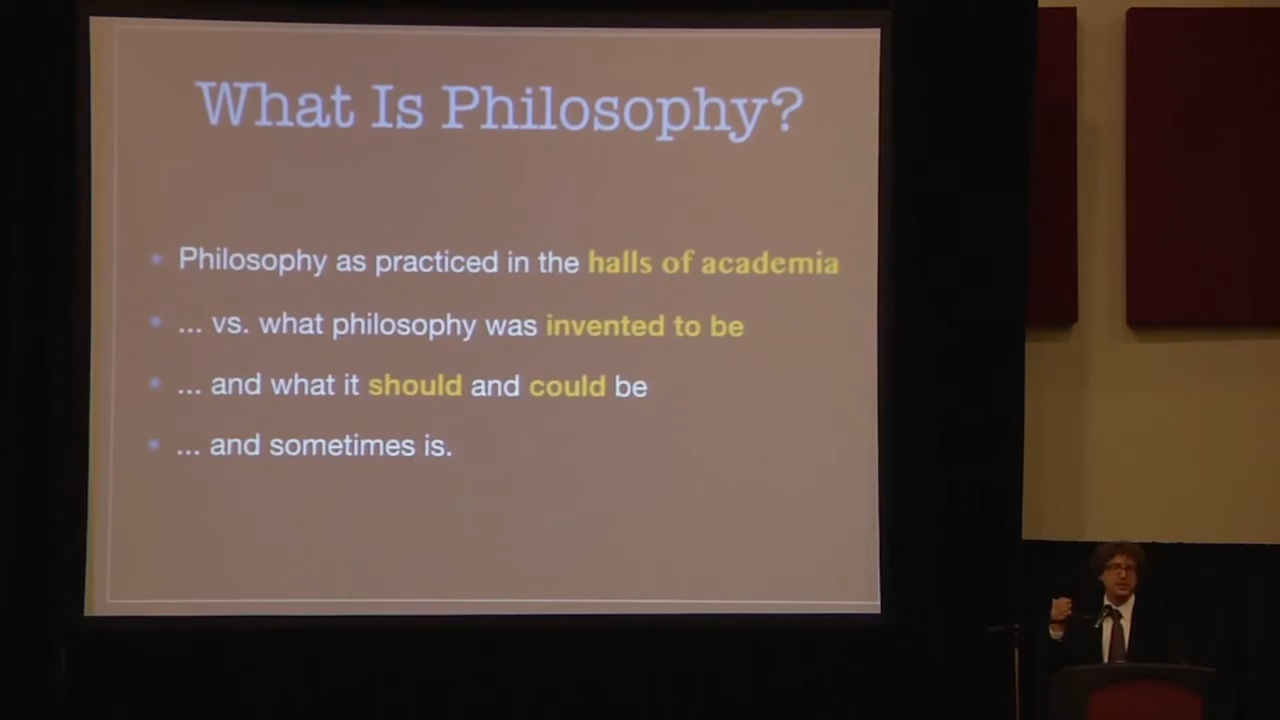 What Is Philosophy?
• Philosophy as practiced in the halls of academia
• ... vs. what philosophy was invented to be
• ... and what it should and could be
• ... and sometimes is.